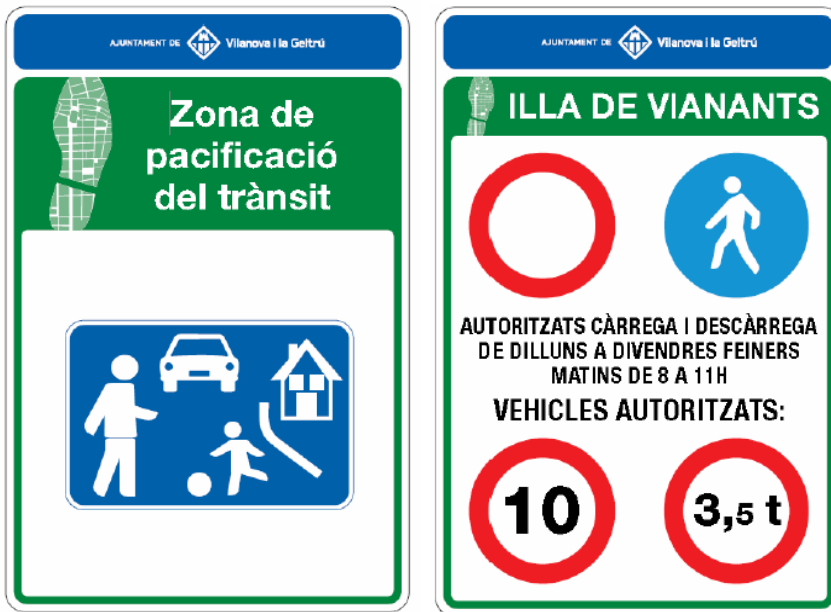 AJUNTAMENT DE Vilanova i la Geltrú
Zona de
pacificació
del trànsit
AJUNTAMENT DE Vilanova i la Geltrú
ILLA DE VIANANTS
AUTORITZATS CÀRREGA I DESCÀRREGA
DE DILLUNS A DIVENDRES FEINERS
MATINS DE 8 A 11H
VEHICLES AUTORITZATS:
10
3,5 t